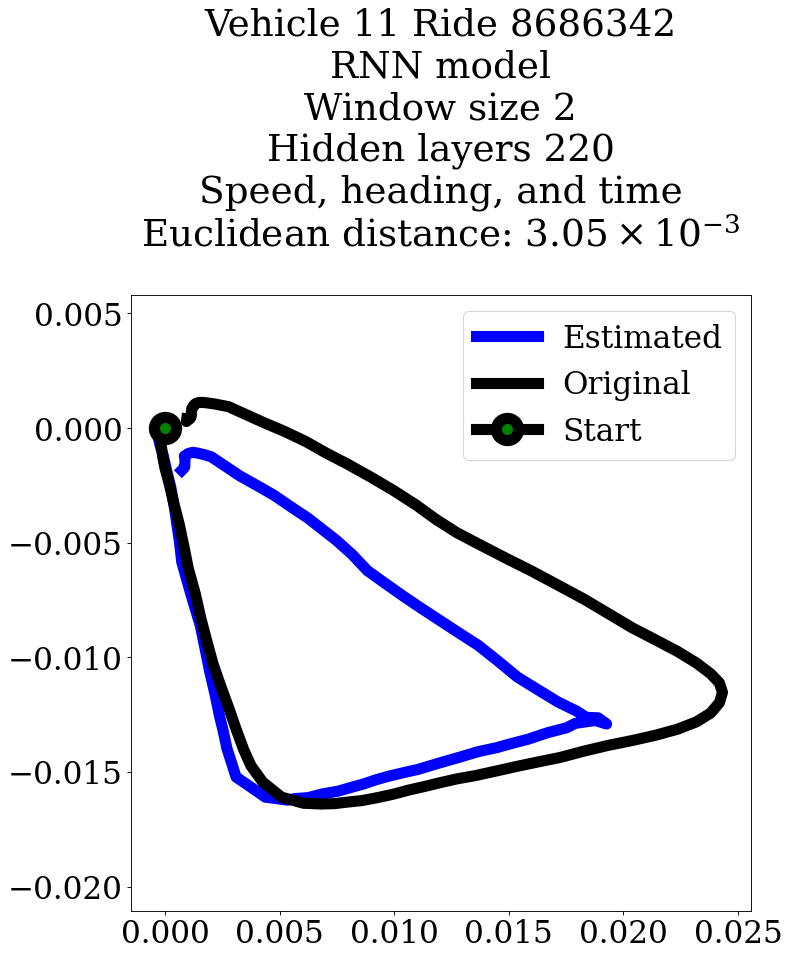 Vehicle 11 Ride 8686342
RNN model
Window size 2
Hidden layers 220
Speed, heading, and time
Euclidean distance: 3.05 × 10⁻³
Estimated
Original
Start
0.005
0.000
−0.005
−0.010
−0.015
−0.020
0.000 0.005 0.010 0.015 0.020 0.025